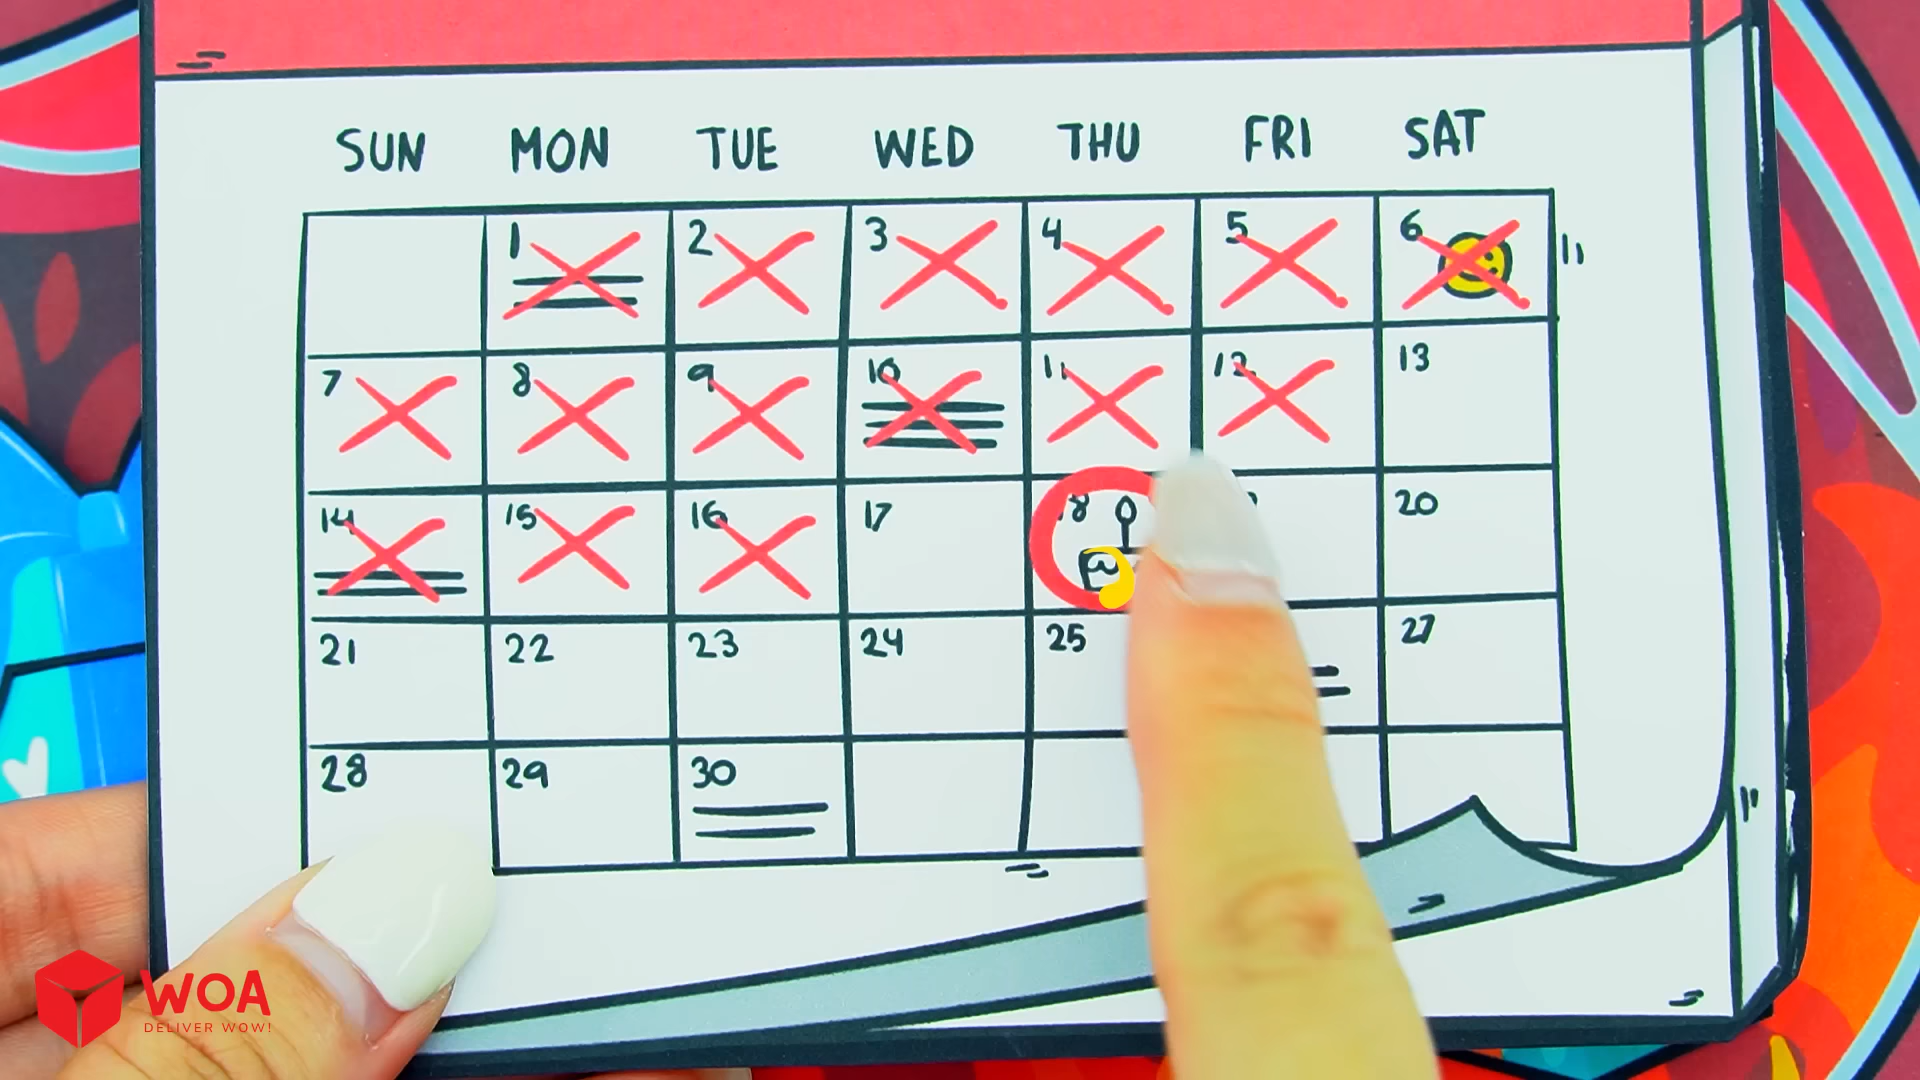 SUN MON TUE WED THU FRI SAT
1 2 3 4 5 6
7 8 9 10 11 12 13
14 15 16 17 18 20
21 22 23 24 25 27
28 29 30
WOA
DELIVER WOW!